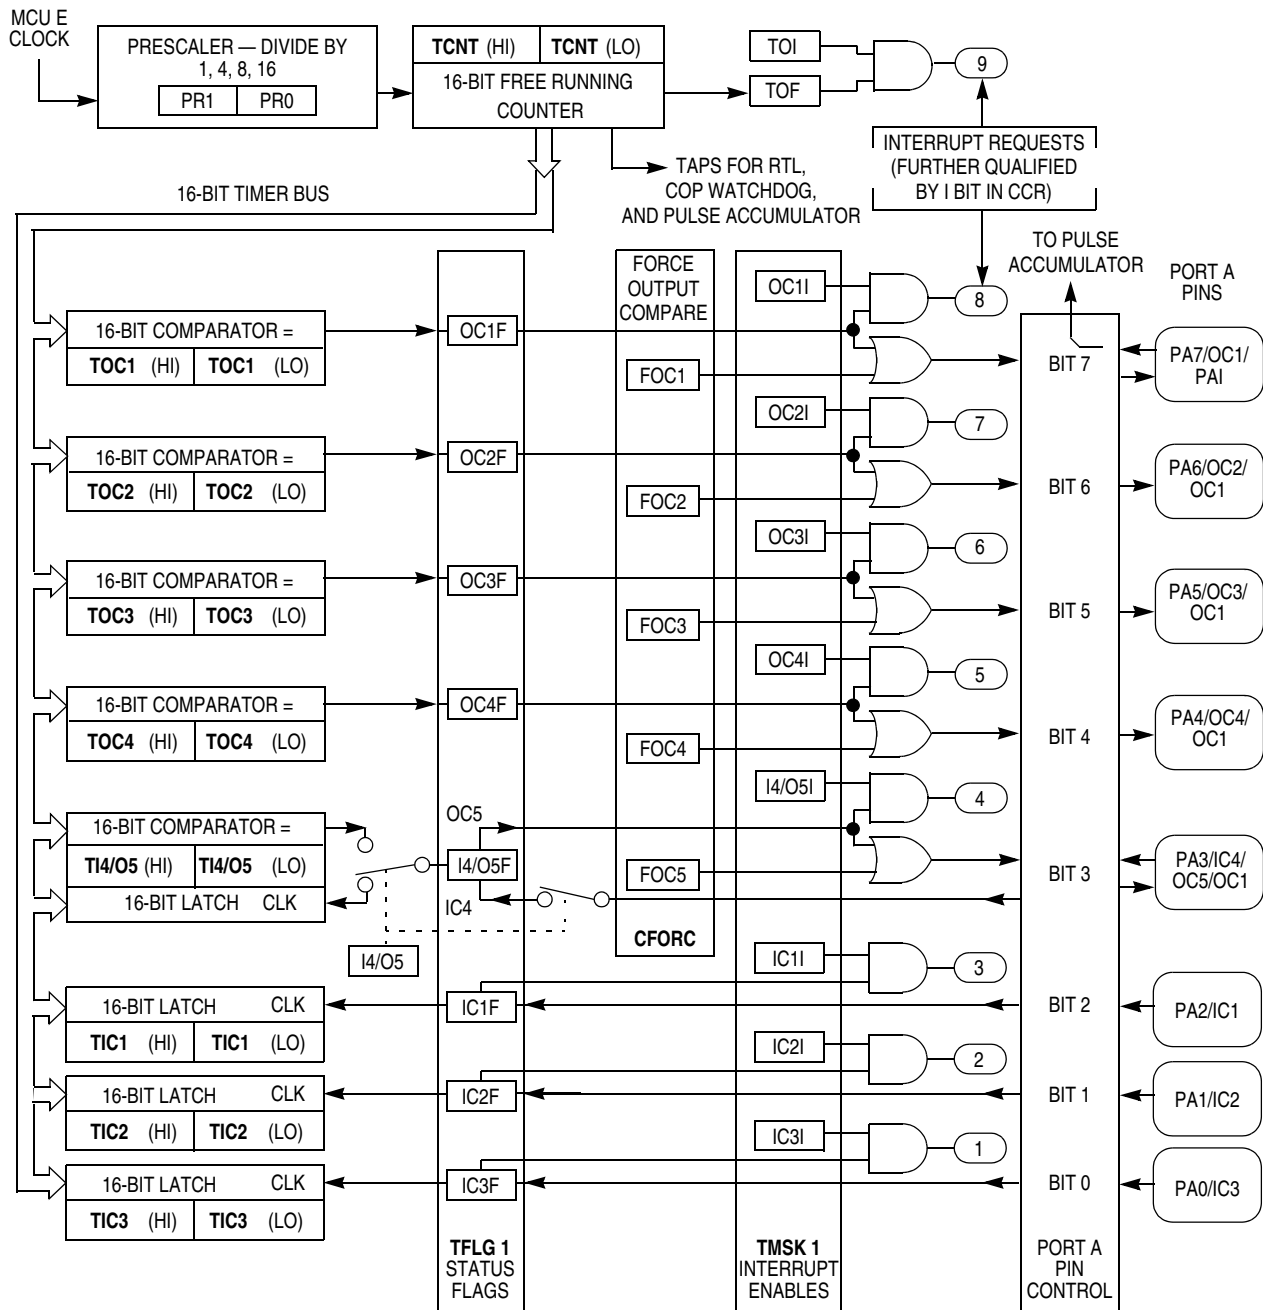 MCU E
CLOCK
PRESCALER — DIVIDE BY
1, 4, 8, 16
PR1 PR0
TCNT (HI) TCNT (LO)
16-BIT FREE RUNNING
COUNTER
TOI
TOF
9
INTERRUPT REQUESTS
(FURTHER QUALIFIED
BY I BIT IN CCR)
TAPS FOR RTL,
COP WATCHDOG,
AND PULSE ACCUMULATOR
16-BIT TIMER BUS
TO PULSE
ACCUMULATOR
PORT A
PINS
FORCE
OUTPUT
COMPARE
OC1I
8
16-BIT COMPARATOR =
TOC1 (HI) TOC1 (LO)
OC1F
FOC1
BIT 7
PA7/OC1/
PAI
OC2I
7
16-BIT COMPARATOR =
TOC2 (HI) TOC2 (LO)
OC2F
FOC2
BIT 6
PA6/OC2/
OC1
OC3I
6
16-BIT COMPARATOR =
TOC3 (HI) TOC3 (LO)
OC3F
FOC3
BIT 5
PA5/OC3/
OC1
OC4I
5
16-BIT COMPARATOR =
TOC4 (HI) TOC4 (LO)
OC4F
FOC4
BIT 4
PA4/OC4/
OC1
I4/O5I
4
16-BIT COMPARATOR =
TI4/O5 (HI) TI4/O5 (LO)
16-BIT LATCH CLK
OC5
I4/O5F
IC4
I4/O5
FOC5
CFORC
BIT 3
PA3/IC4/
OC5/OC1
IC1I
3
16-BIT LATCH CLK
TIC1 (HI) TIC1 (LO)
IC1F
BIT 2
PA2/IC1
IC2I
2
16-BIT LATCH CLK
TIC2 (HI) TIC2 (LO)
IC2F
BIT 1
PA1/IC2
IC3I
1
16-BIT LATCH CLK
TIC3 (HI) TIC3 (LO)
IC3F
BIT 0
PA0/IC3
TFLG 1
STATUS
FLAGS
TMSK 1
INTERRUPT
ENABLES
PORT A
PIN
CONTROL